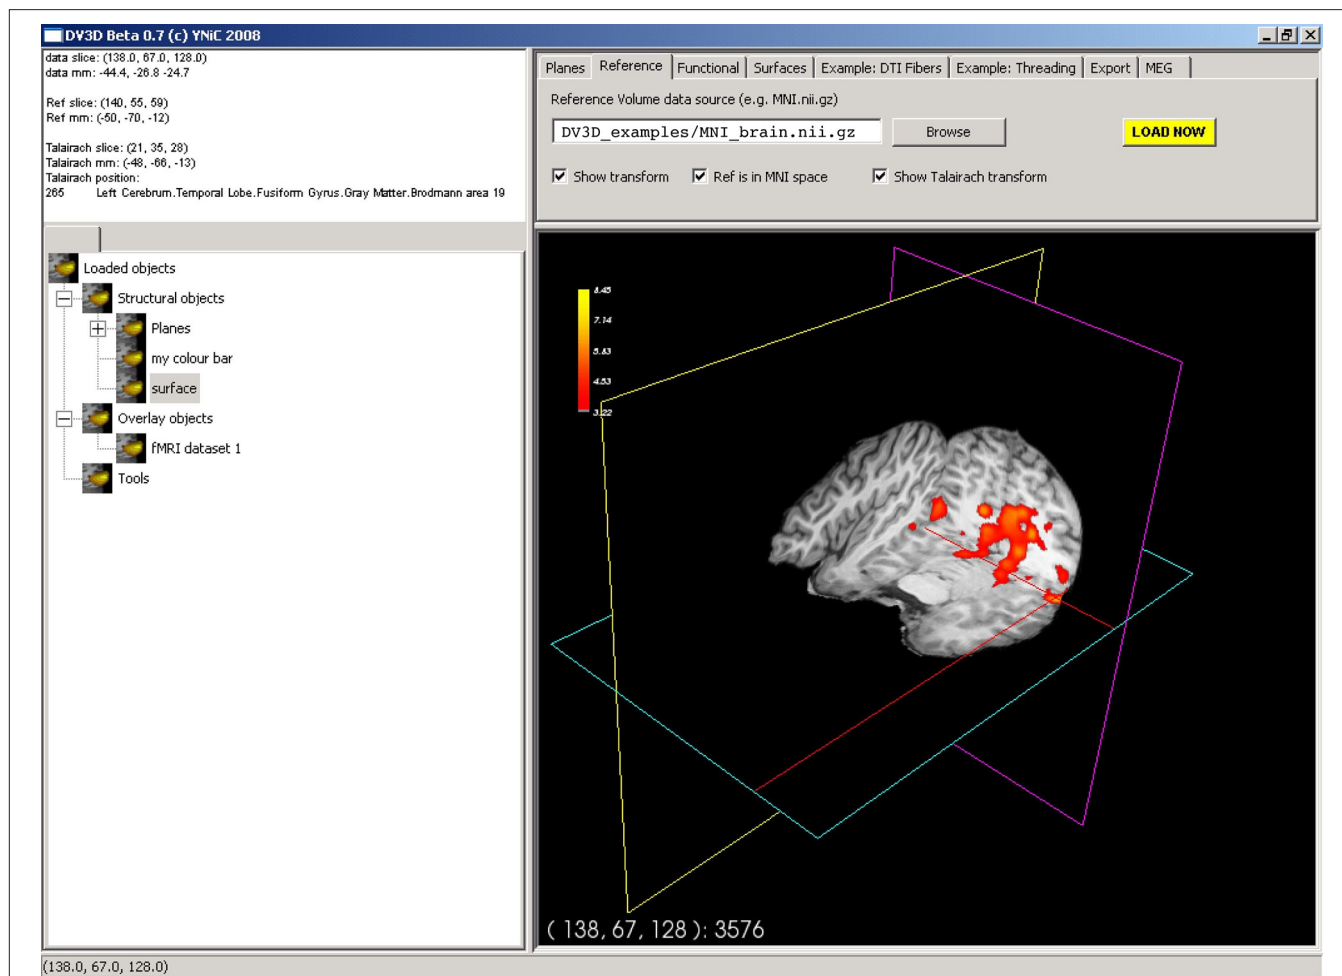 DV3D Beta 0.7 (c) YNiC 2008
data slice: (138.0, 67.0, 128.0)
data mm: -44.4, -26.8 -24.7
Ref slice: (140, 55, 59)
Ref mm: (-50, -70, -12)
Talairach slice: (21, 35, 28)
Talairach mm: (-48, -66, -13)
Talairach position:
265 Left Cerebrum.Temporal Lobe.Fusiform Gyrus.Gray Matter.Brodmann area 19
Loaded objects
Structural objects
Planes
my colour bar
surface
Overlay objects
fMRI dataset 1
Tools
Planes Reference Functional Surfaces Example: DTI Fibers Example: Threading Export MEG
Reference Volume data source (e.g. MNI.nii.gz)
DV3D_examples/MNI_brain.nii.gz Browse LOAD NOW
Show transform Ref is in MNI space Show Talairach transform
8.45
7.14
5.83
4.53
3.22
( 138, 67, 128 ): 3576
(138.0, 67.0, 128.0)